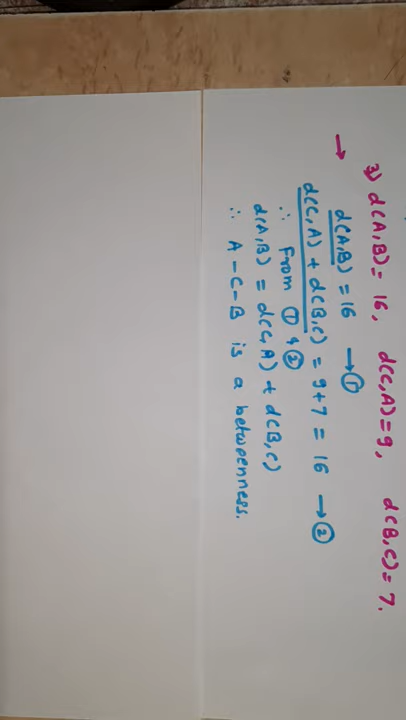 3) d(A,B) = 16, d(C,A) = 9, d(B,C) = 7.
→ d(A,B) = 16 → ①
d(C,A) + d(B,C) = 9 + 7 = 16 → ②
∴ From ① & ②
d(A,B) = d(C,A) + d(B,C)
∴ A - C - B is a betweenness.